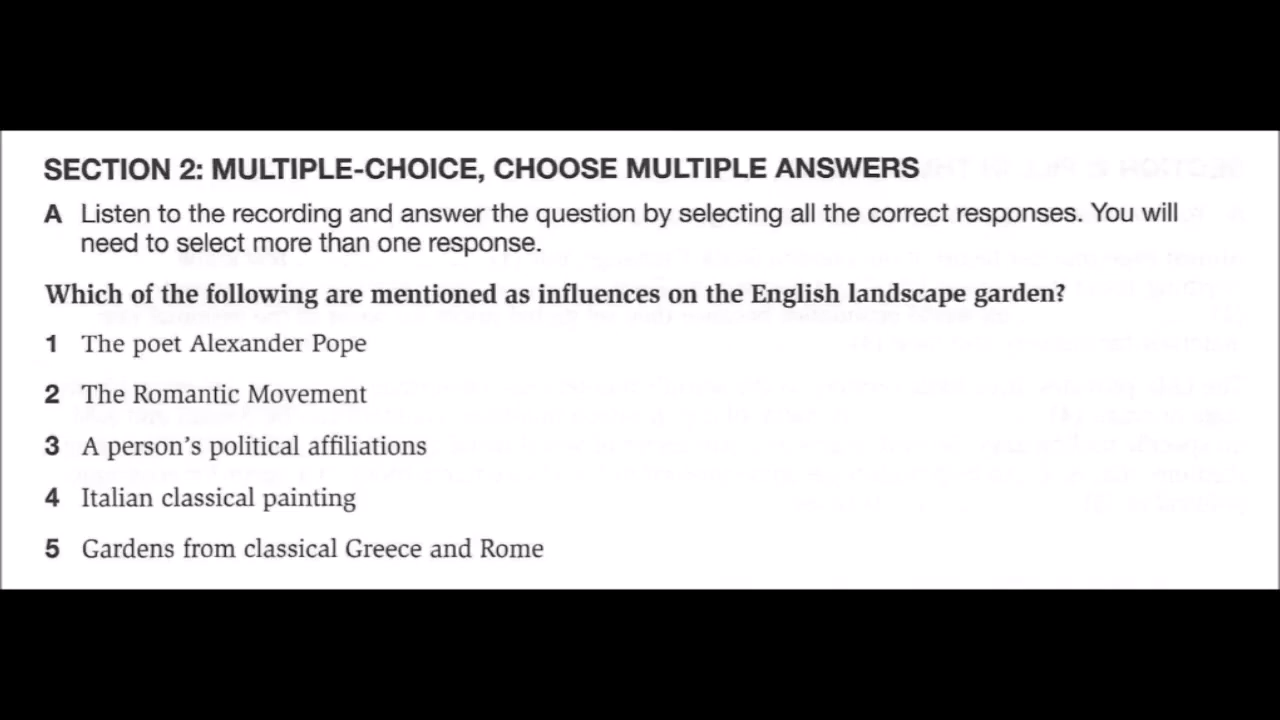 SECTION 2: MULTIPLE-CHOICE, CHOOSE MULTIPLE ANSWERS
A Listen to the recording and answer the question by selecting all the correct responses. You will
need to select more than one response.
Which of the following are mentioned as influences on the English landscape garden?
1 The poet Alexander Pope
2 The Romantic Movement
3 A person's political affiliations
4 Italian classical painting
5 Gardens from classical Greece and Rome